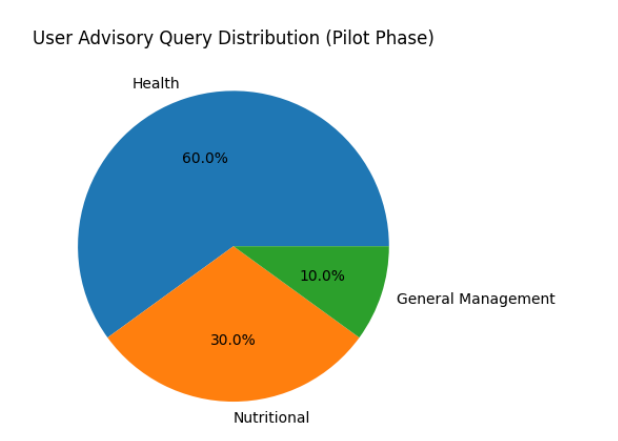 User Advisory Query Distribution (Pilot Phase)
Health
60.0%
10.0%
General Management
30.0%
Nutritional